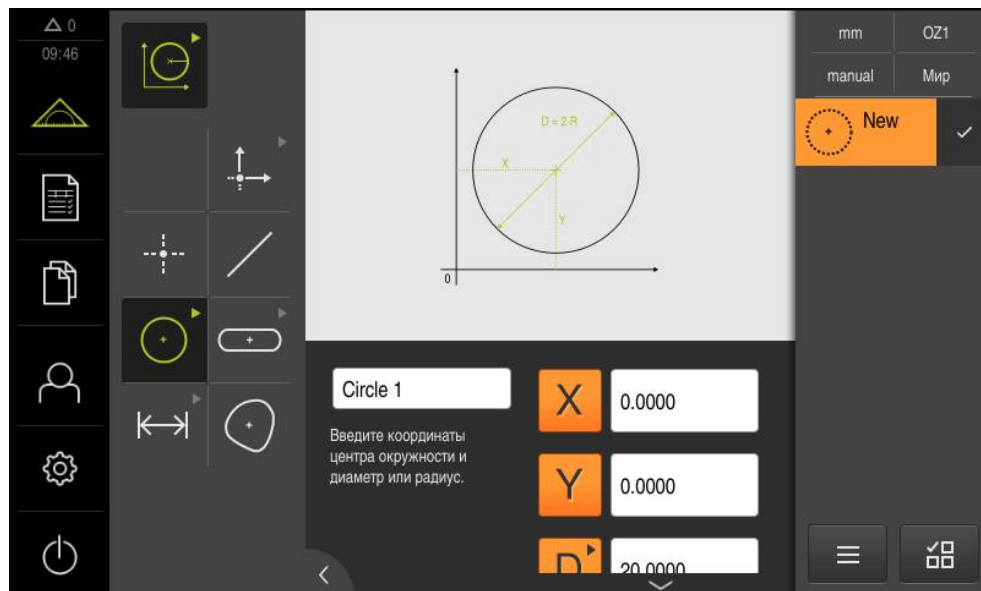 0
09:46
mm
OZ1
manual
Мир
New
D = 2·R
X
Y
0
Circle 1
Введите координаты
центра окружности и
диаметр или радиус.
X
0.0000
Y
0.0000
D
20.0000